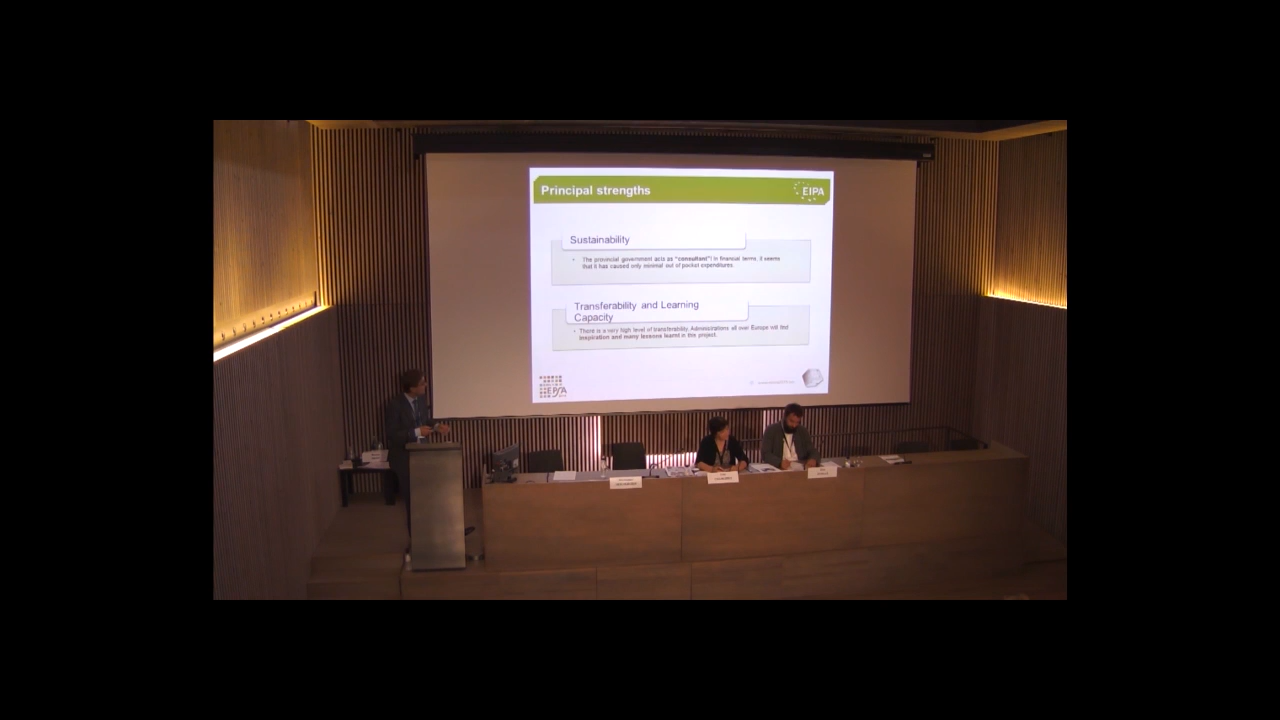 Principal strengths
EIPA
Sustainability
• The provincial government acts as "consultant"! In financial terms, it seems
that it has caused only minimal out of pocket expenditures.
Transferability and Learning
Capacity
• There is a very high level of transferability. Administrations all over Europe will find
inspiration and many lessons learnt in this project.
EPSA